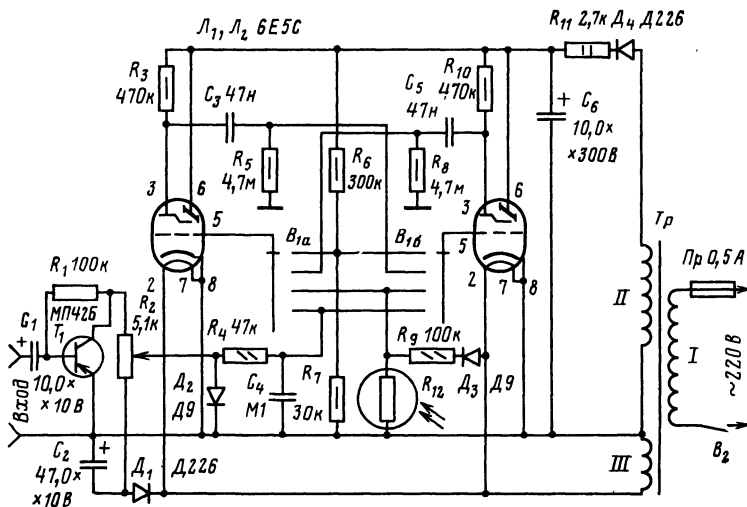 Л₁, Л₂ 6Е5С
R₁₁ 2,7к Д₄ Д226
R₃
470к
C₃ 47н
C₅
47н
R₁₀
470к
+ C₆
10,0×
×300В
R₅
4,7м
R₆
300к
R₈
4,7м
3
6
5
3
6
5
Тр
В₁а
В₁б
Пр 0,5А
R₁ 100к
МП42Б
T₁
2
7
8
R₂
5,1к
2
7
8
II
I
~220В
C₁
+
10,0×
×10В
Вход
R₄ 47к
R₉ 100к
Д₂
Д9
C₄
М1
R₇
30к
R₁₂
Д₃
Д9
C₂
47,0×
×10В
+
Д₁
Д226
III
В₂